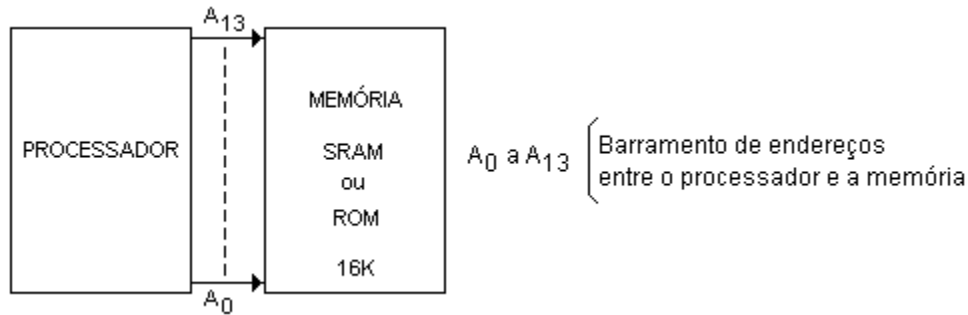 A13
PROCESSADOR
MEMÓRIA
SRAM
ou
ROM
16K
A0
A0 a A13
Barramento de endereços
entre o processador e a memória